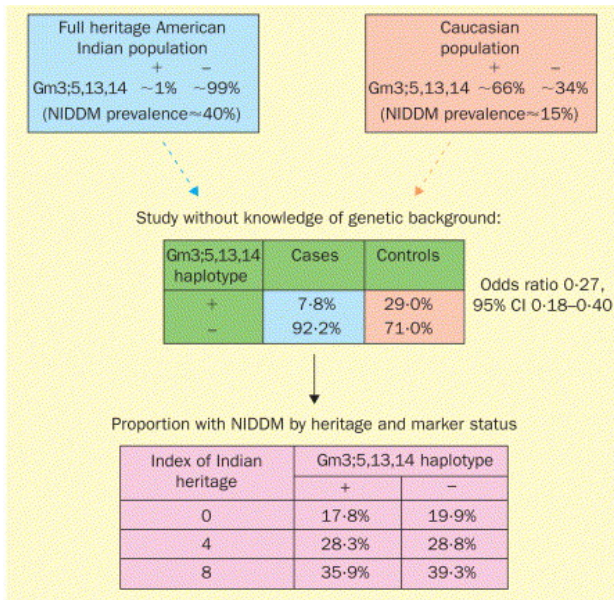 Full heritage American
Indian population
+ −
Gm3;5,13,14 ~1% ~99%
(NIDDM prevalence≈40%)
Caucasian
population
+ −
Gm3;5,13,14 ~66% ~34%
(NIDDM prevalence≈15%)
Study without knowledge of genetic background:
Gm3;5,13,14 haplotype Cases Controls
+ 7·8% 29·0%
− 92·2% 71·0%
Odds ratio 0·27,
95% CI 0·18–0·40
Proportion with NIDDM by heritage and marker status
Index of Indian heritage Gm3;5,13,14 haplotype
+ −
0 17·8% 19·9%
4 28·3% 28·8%
8 35·9% 39·3%